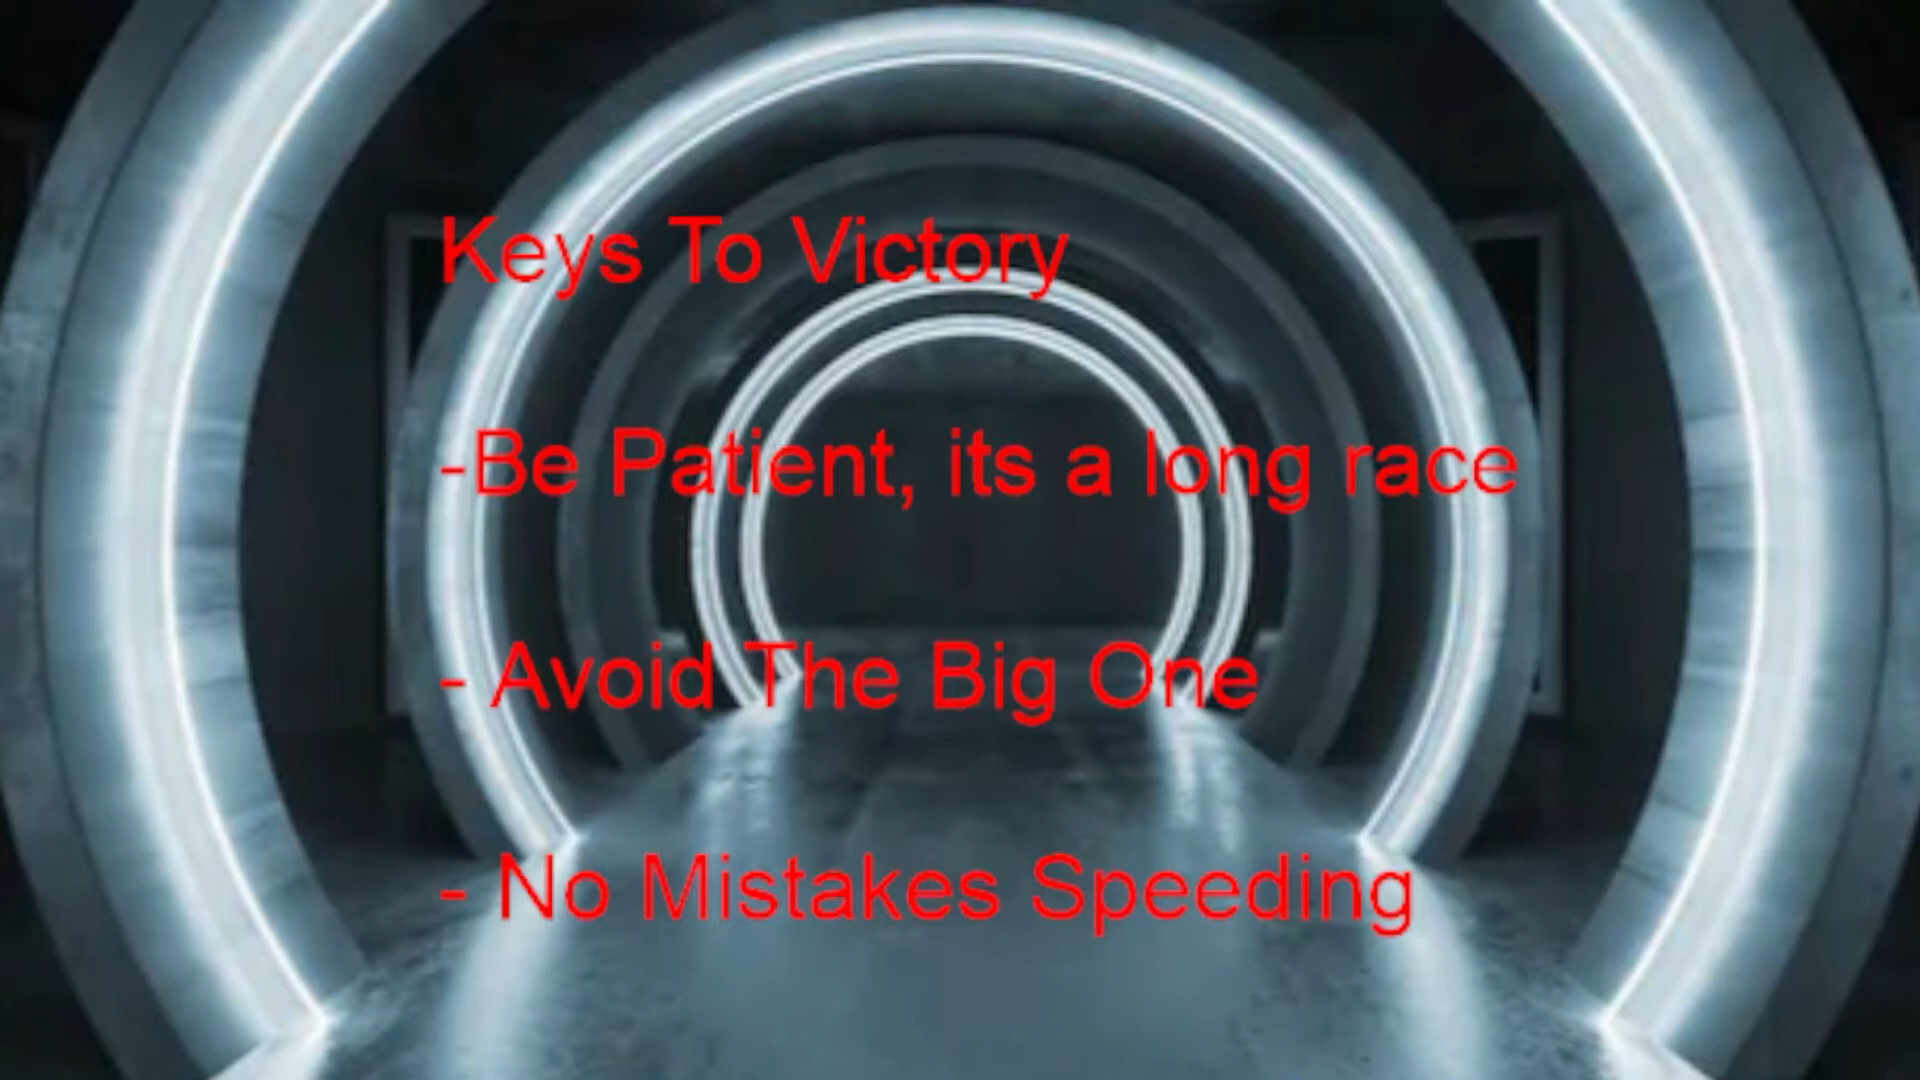 Keys To Victory
-Be Patient, its a long race
- Avoid The Big One
- No Mistakes Speeding